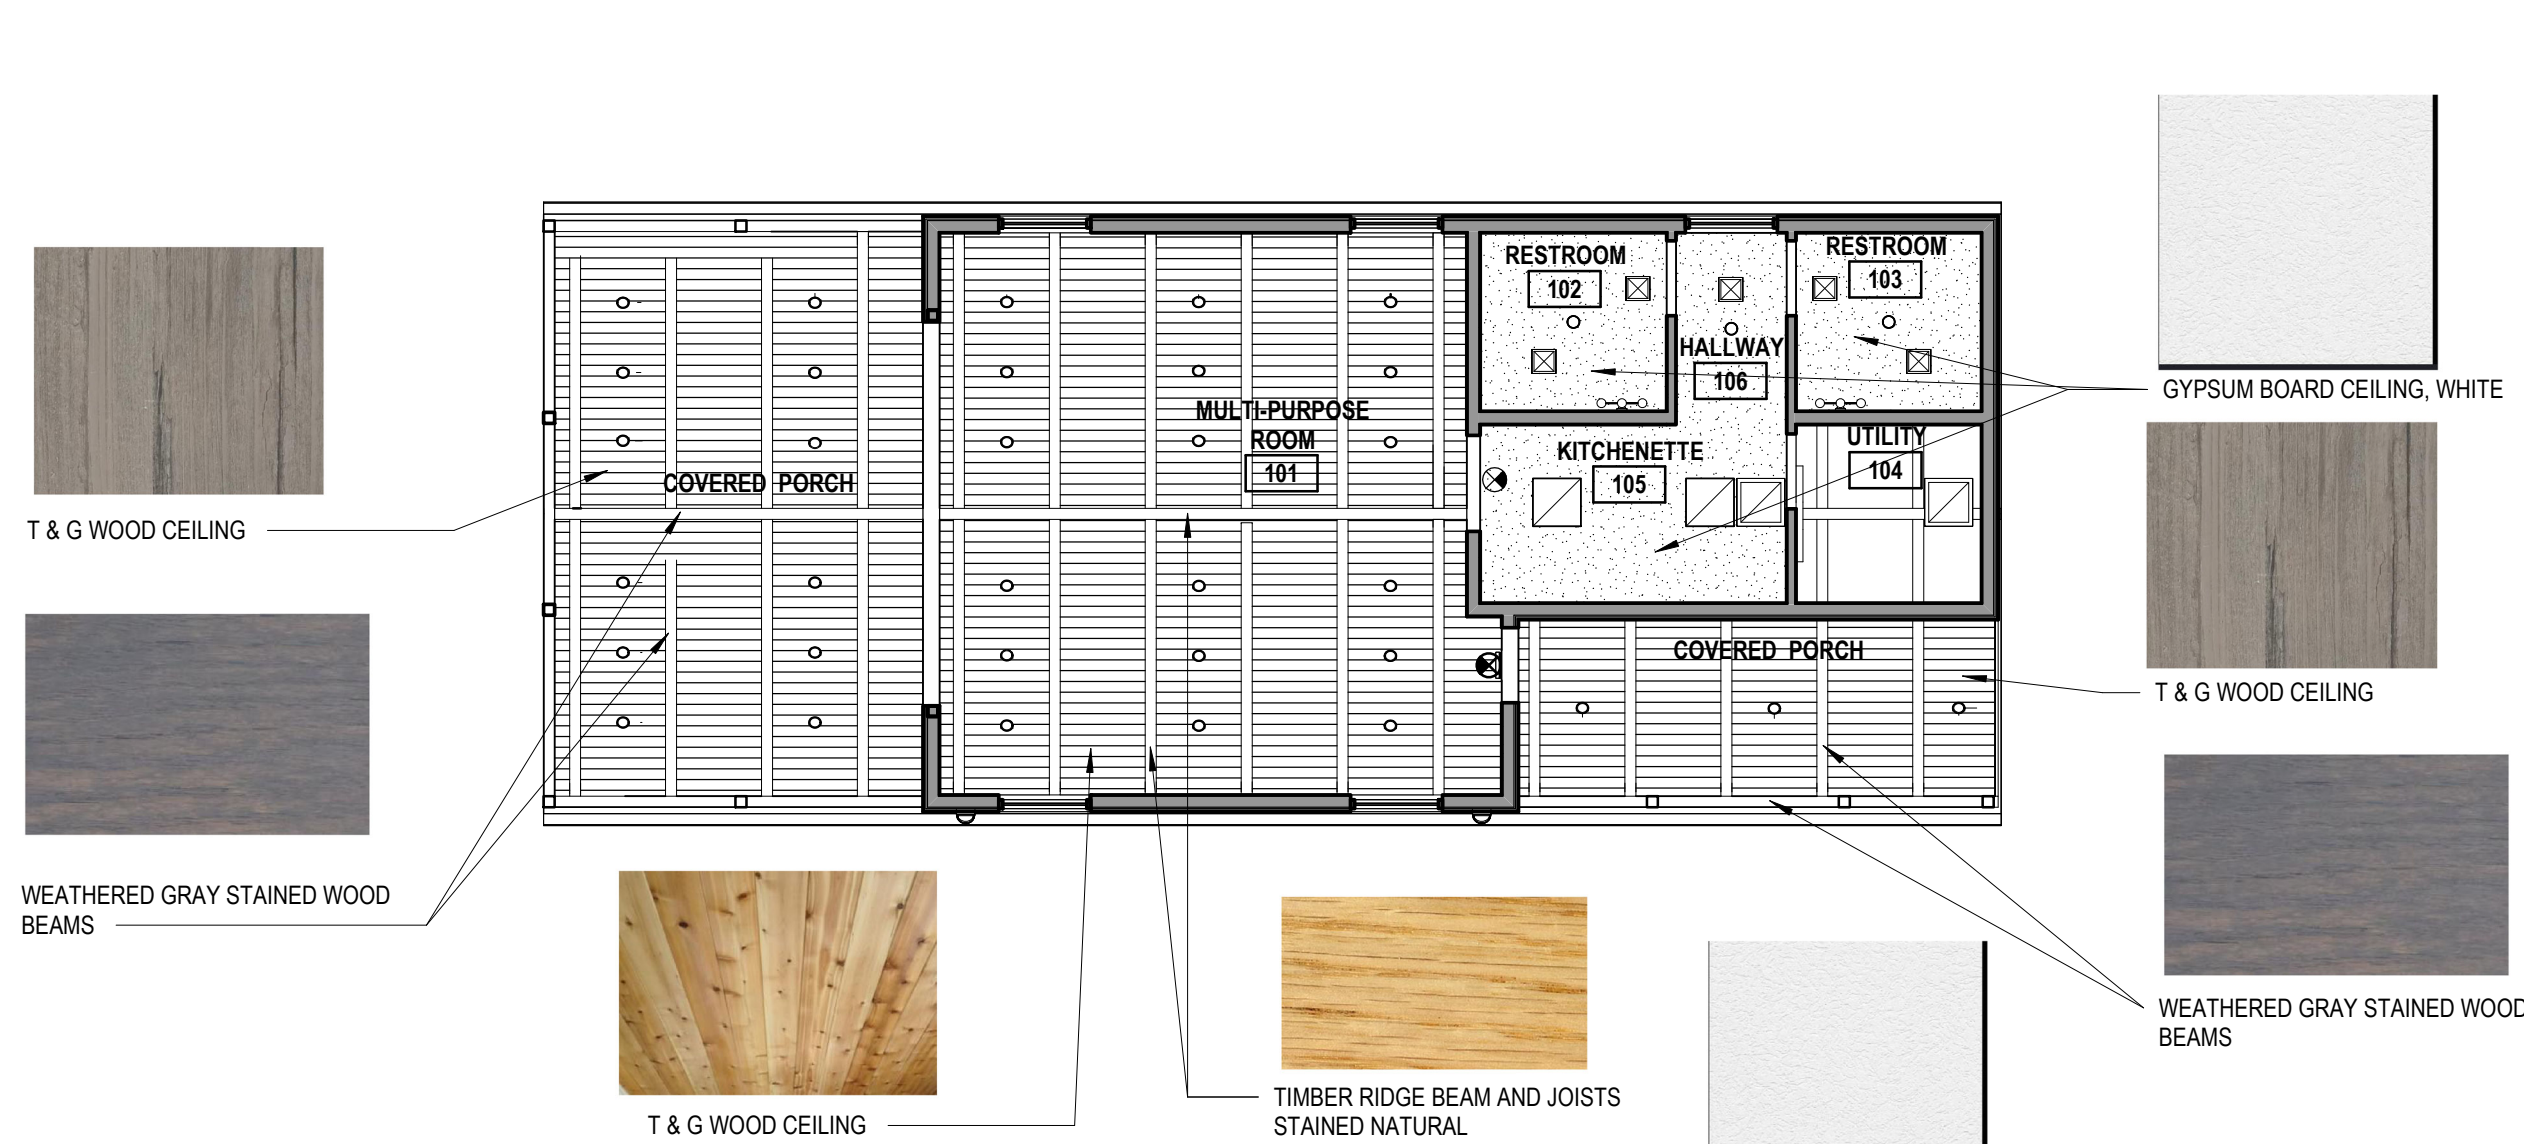 RESTROOM
102
RESTROOM
103
HALLWAY
106
GYPSUM BOARD CEILING, WHITE
MULTI-PURPOSE
ROOM
101
KITCHENETTE
105
UTILITY
104
COVERED PORCH
T & G WOOD CEILING
COVERED PORCH
T & G WOOD CEILING
WEATHERED GRAY STAINED WOOD
BEAMS
WEATHERED GRAY STAINED WOOD
BEAMS
T & G WOOD CEILING
TIMBER RIDGE BEAM AND JOISTS
STAINED NATURAL